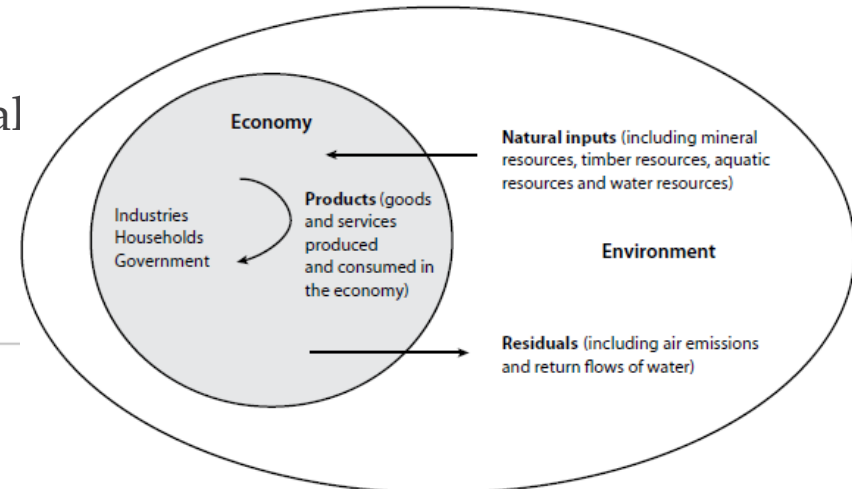 al
Economy
Natural inputs (including mineral
resources, timber resources, aquatic
resources and water resources)
Industries
Households
Government
Products (goods
and services
produced
and consumed in
the economy)
Environment
Residuals (including air emissions
and return flows of water)